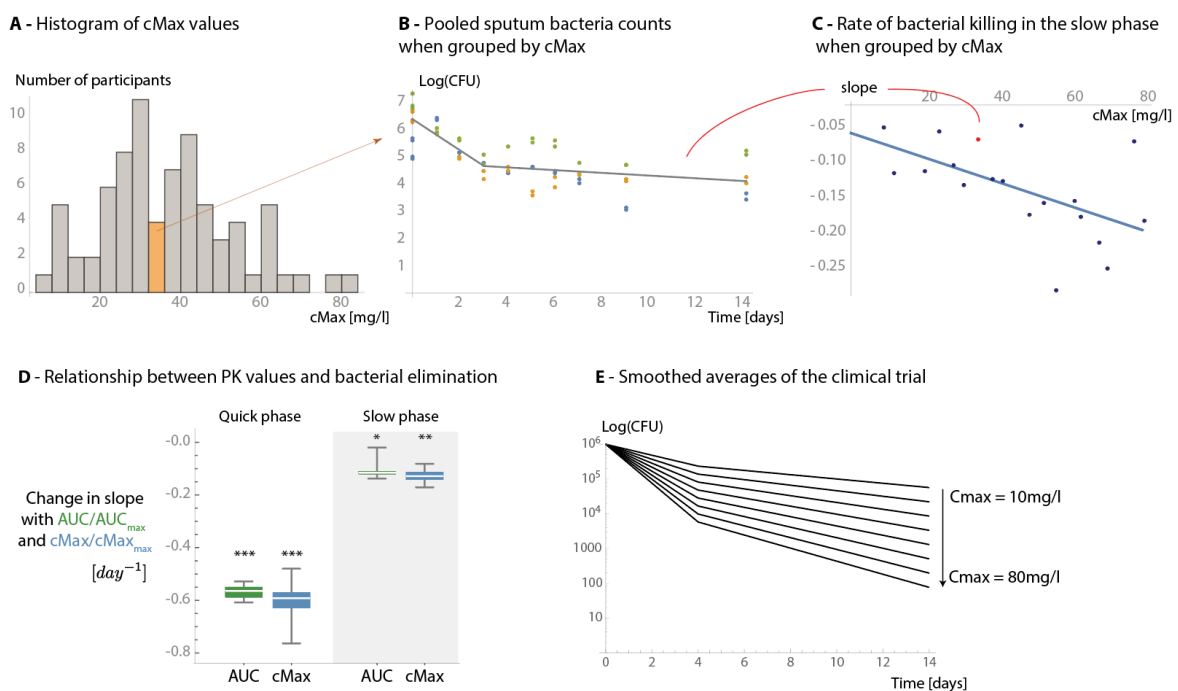 A - Histogram of cMax values
Number of participants
10
8
6
4
2
0
20
40
60
80
cMax [mg/l]
B - Pooled sputum bacteria counts
when grouped by cMax
Log(CFU)
7
6
5
4
3
2
1
2
4
6
8
10
12
14
Time [days]
C - Rate of bacterial killing in the slow phase
when grouped by cMax
slope
20
60
80
cMax [mg/l]
- 0.05
- 0.10
- 0.15
- 0.20
- 0.25
D - Relationship between PK values and bacterial elimination
Quick phase
Slow phase
-0.0
-0.2
-0.4
-0.6
-0.8
Change in slope
with AUC/AUCmax
and cMax/cMaxmax
[day⁻¹]
***
***
*
**
AUC
cMax
AUC
cMax
E - Smoothed averages of the climical trial
Log(CFU)
10⁶
10⁵
10⁴
1000
100
10
Cmax = 10mg/l
Cmax = 80mg/l
0
2
4
6
8
10
12
14
Time [days]